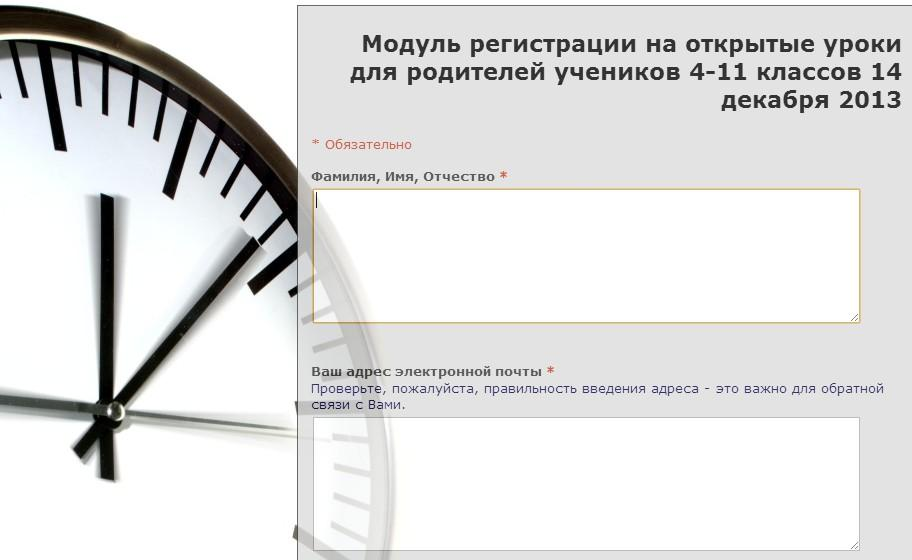 Модуль регистрации на открытые уроки
для родителей учеников 4-11 классов 14
декабря 2013
* Обязательно
Фамилия, Имя, Отчество *
Ваш адрес электронной почты *
Проверьте, пожалуйста, правильность введения адреса - это важно для обратной
связи с Вами.